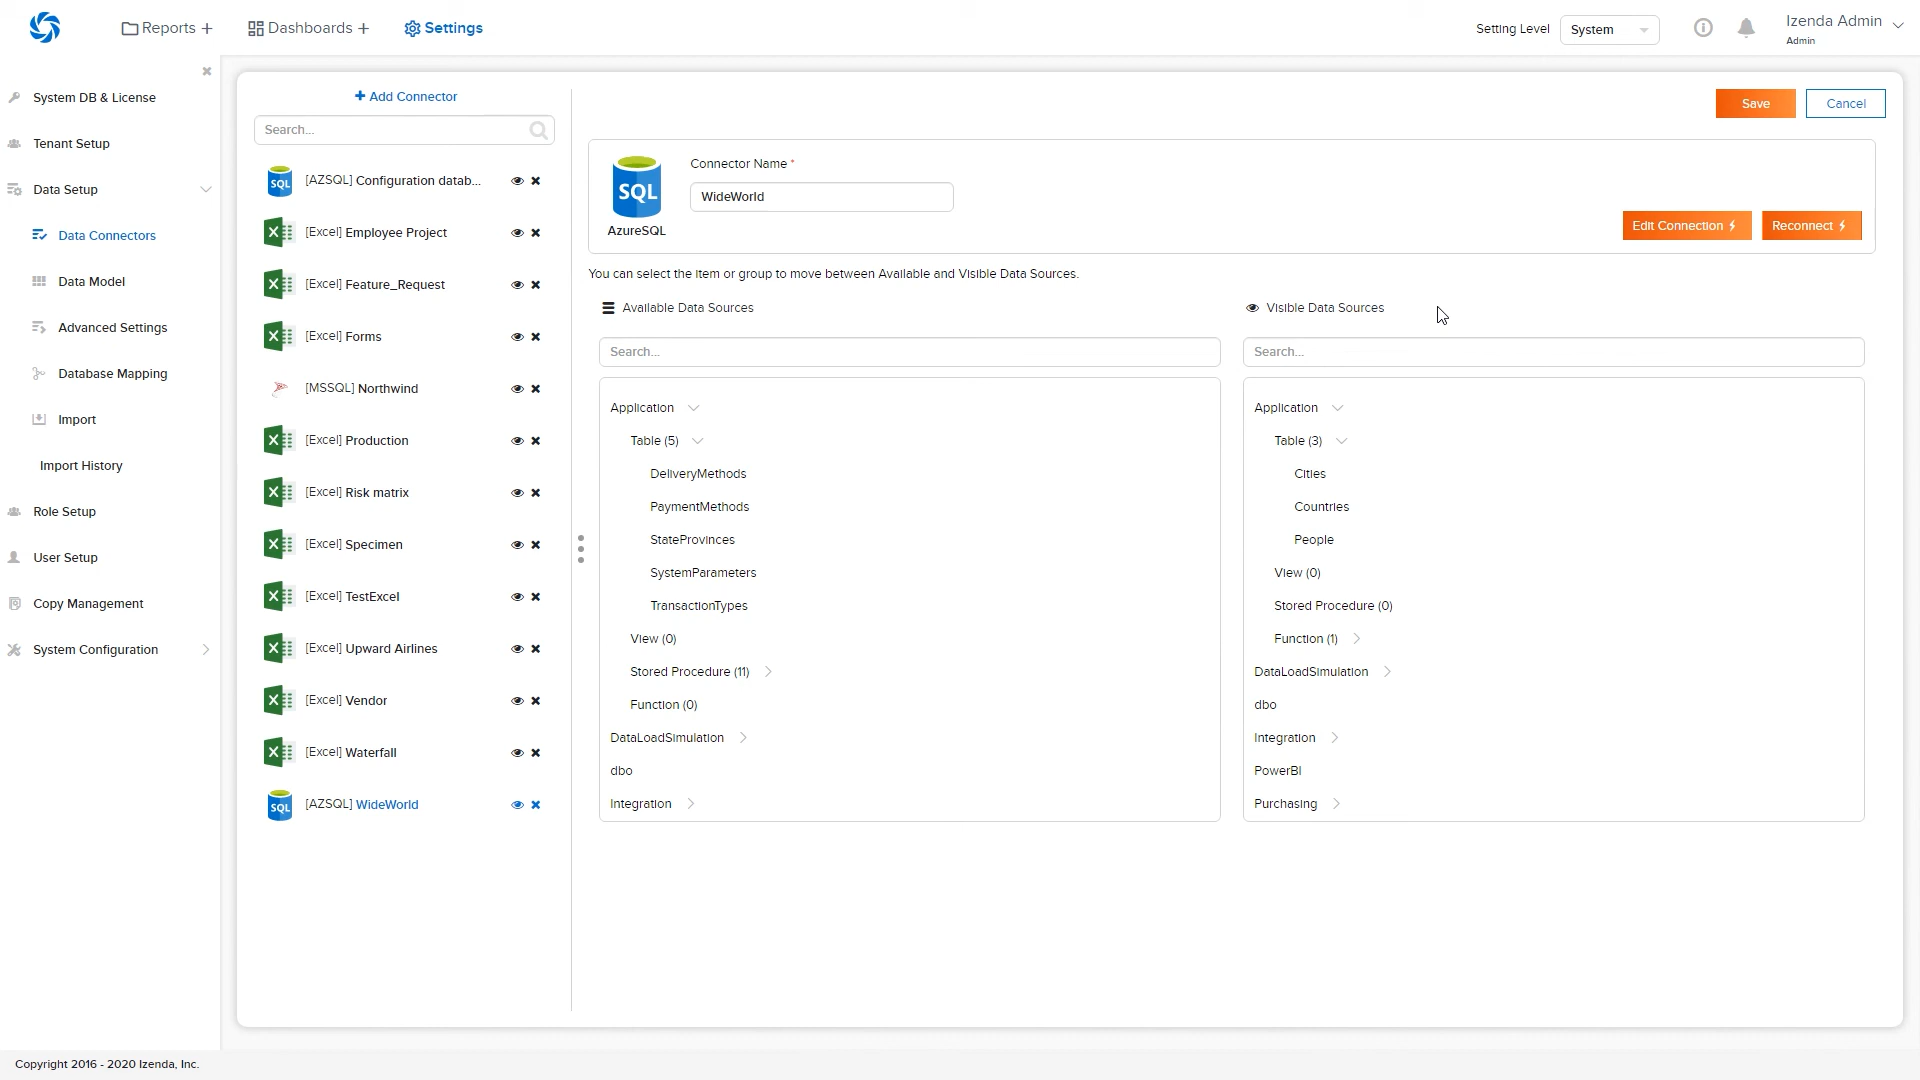 Reports +
Dashboards +
Settings
Setting Level
System
Izenda Admin
Admin
System DB & License
Tenant Setup
Data Setup
Data Connectors
Data Model
Advanced Settings
Database Mapping
Import
Import History
Role Setup
User Setup
Copy Management
System Configuration
+ Add Connector
Search...
SQL [AZSQL] Configuration datab...
[Excel] Employee Project
[Excel] Feature_Request
[Excel] Forms
[MSSQL] Northwind
[Excel] Production
[Excel] Risk matrix
[Excel] Specimen
[Excel] TestExcel
[Excel] Upward Airlines
[Excel] Vendor
[Excel] Waterfall
SQL [AZSQL] WideWorld
Save
Cancel
SQL
AzureSQL
Connector Name *
WideWorld
Edit Connection
Reconnect
You can select the item or group to move between Available and Visible Data Sources.
Available Data Sources
Search...
Application
Table (5)
DeliveryMethods
PaymentMethods
StateProvinces
SystemParameters
TransactionTypes
View (0)
Stored Procedure (11)
Function (0)
DataLoadSimulation
dbo
Integration
Visible Data Sources
Search...
Application
Table (3)
Cities
Countries
People
View (0)
Stored Procedure (0)
Function (1)
DataLoadSimulation
dbo
Integration
PowerBI
Purchasing
Copyright 2016 - 2020 Izenda, Inc.